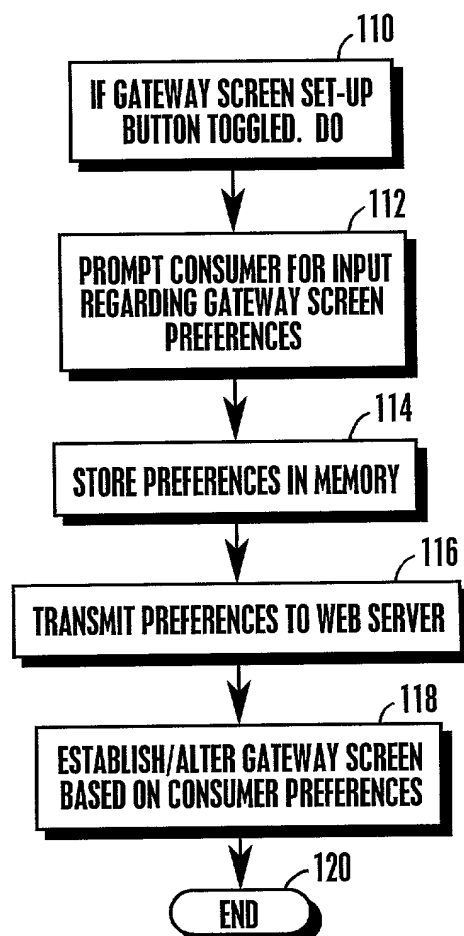 110
IF GATEWAY SCREEN SET-UP
BUTTON TOGGLED. DO
112
PROMPT CONSUMER FOR INPUT
REGARDING GATEWAY SCREEN
PREFERENCES
114
STORE PREFERENCES IN MEMORY
116
TRANSMIT PREFERENCES TO WEB SERVER
118
ESTABLISH/ALTER GATEWAY SCREEN
BASED ON CONSUMER PREFERENCES
120
END